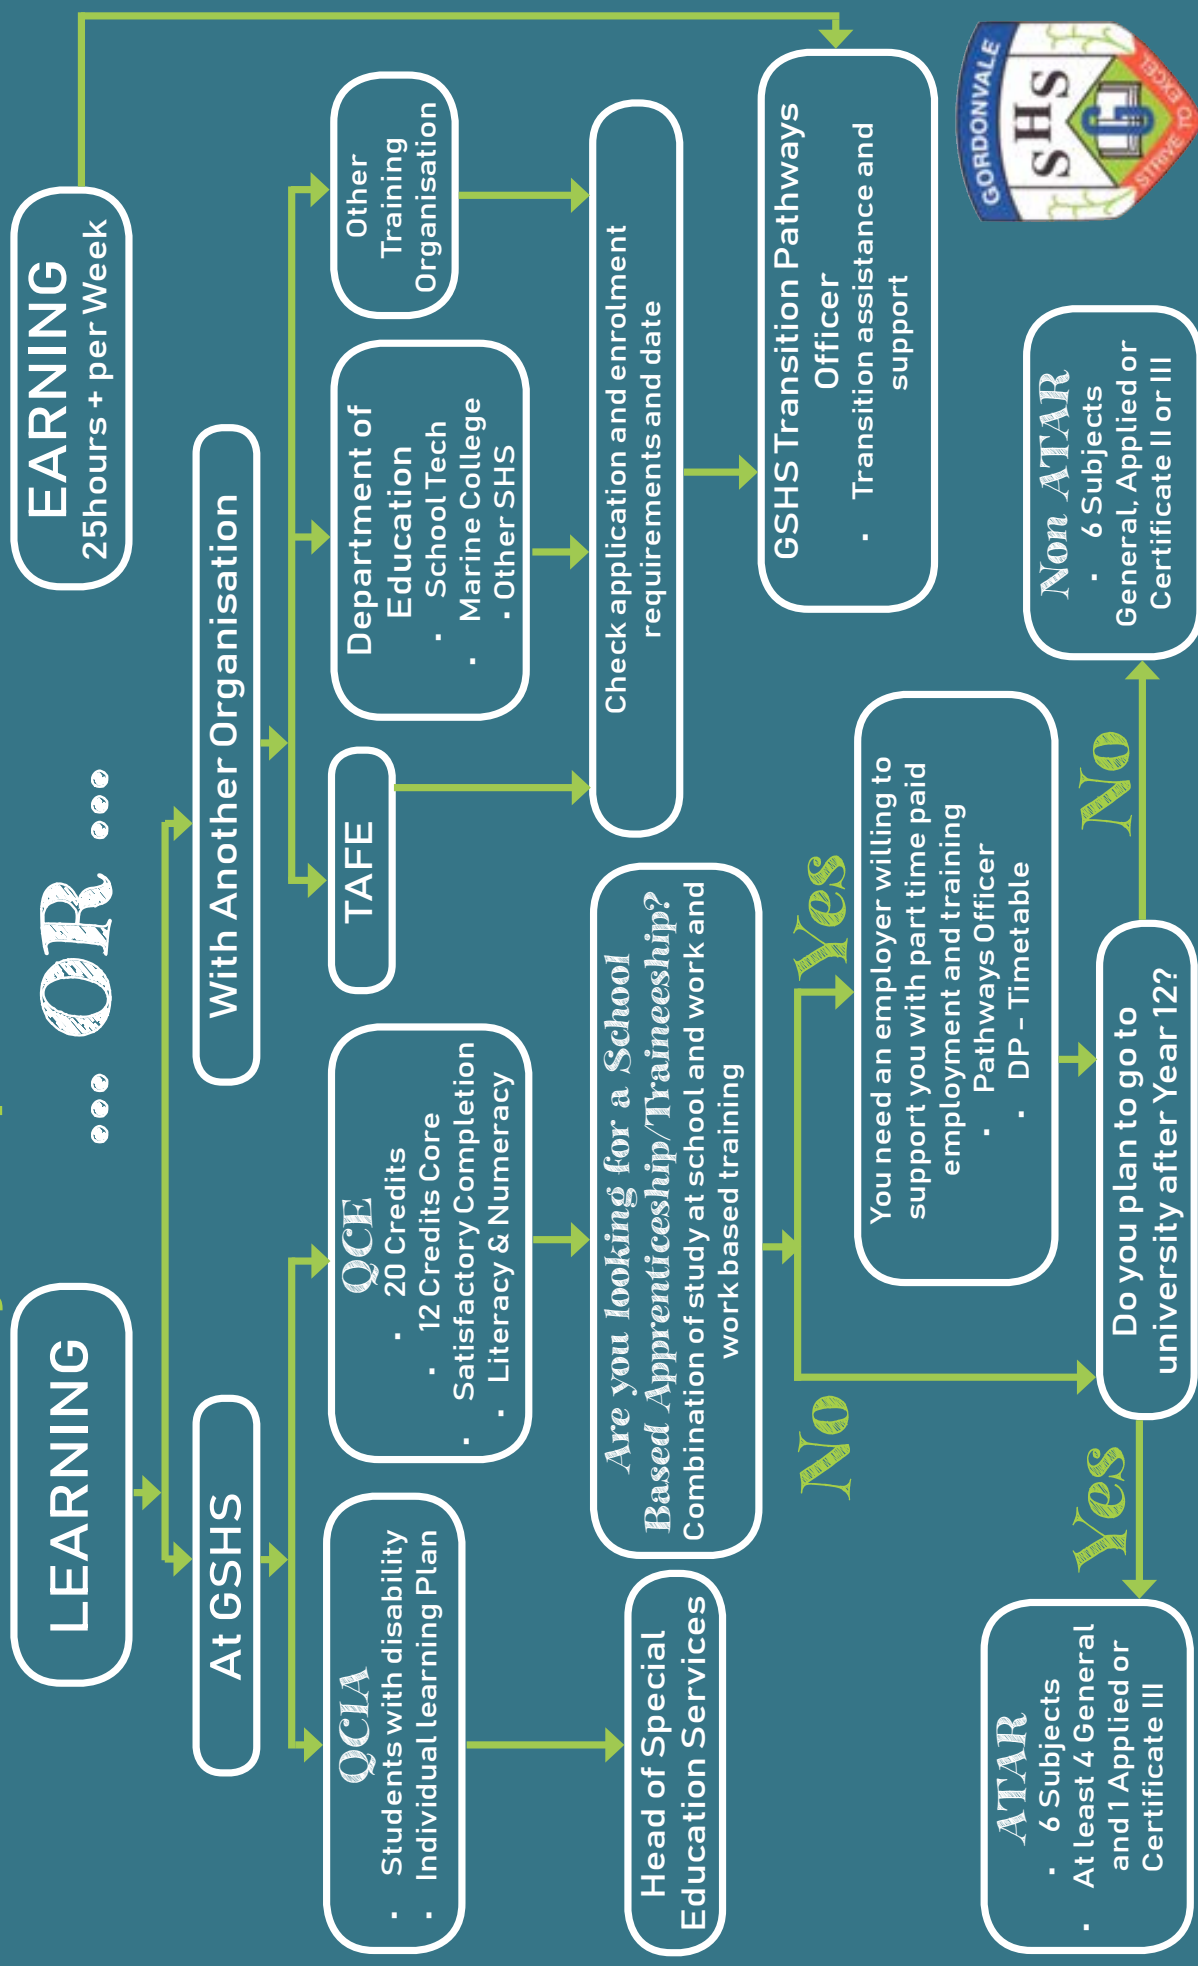 LEARNING
... OR ...
EARNING
25hours + per Week
At GSHS
With Another Organisation
QCIA
· Students with disability
· Individual learning Plan
QCE
· 20 Credits
· 12 Credits Core
· Satisfactory Completion
· Literacy & Numeracy
TAFE
Department of
Education
· School Tech
· Marine College
· Other SHS
Other
Training
Organisation
Head of Special
Education Services
Are you looking for a School
Based Apprenticeship/Traineeship?
Combination of study at school and work and
work based training
Check application and enrolment
requirements and date
No
Yes
You need an employer willing to
support you with part time paid
employment and training
· Pathways Officer
· DP - Timetable
GSHS Transition Pathways
Officer
· Transition assistance and
support
Do you plan to go to
university after Year 12?
Yes
No
ATAR
· 6 Subjects
· At least 4 General
and 1 Applied or
Certificate III
Non ATAR
· 6 Subjects
General, Applied or
Certificate II or III
GORDONVALE
SHS
G
STRIVE TO EXCEL